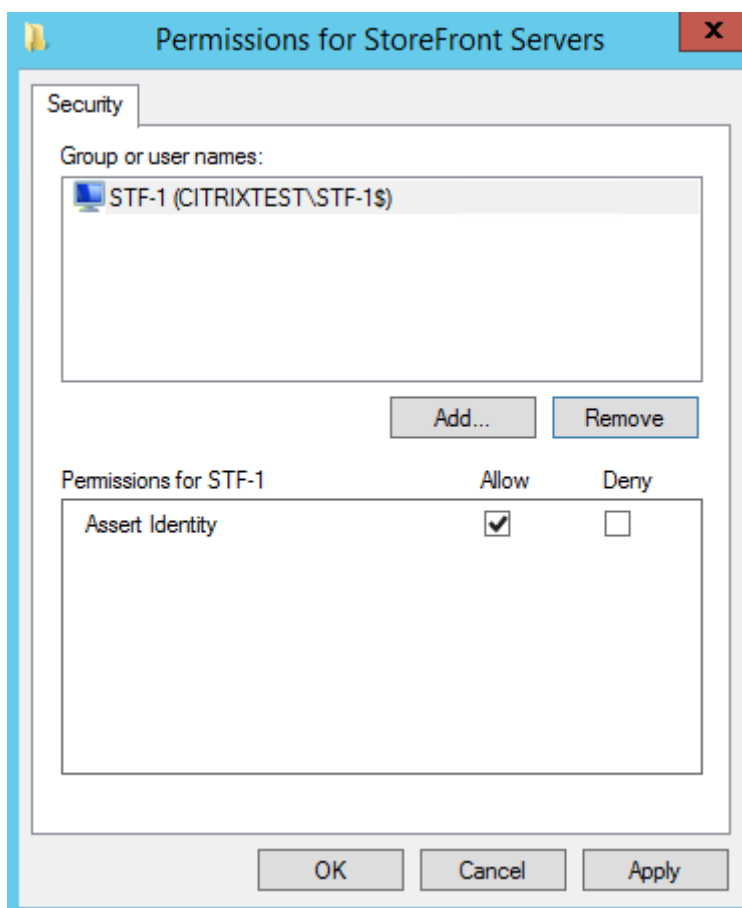 Permissions for StoreFront Servers
x
Security
Group or user names:
STF-1 (CITRIXTEST\STF-1$)
Add... Remove
Permissions for STF-1 Allow Deny
Assert Identity
OK Cancel Apply